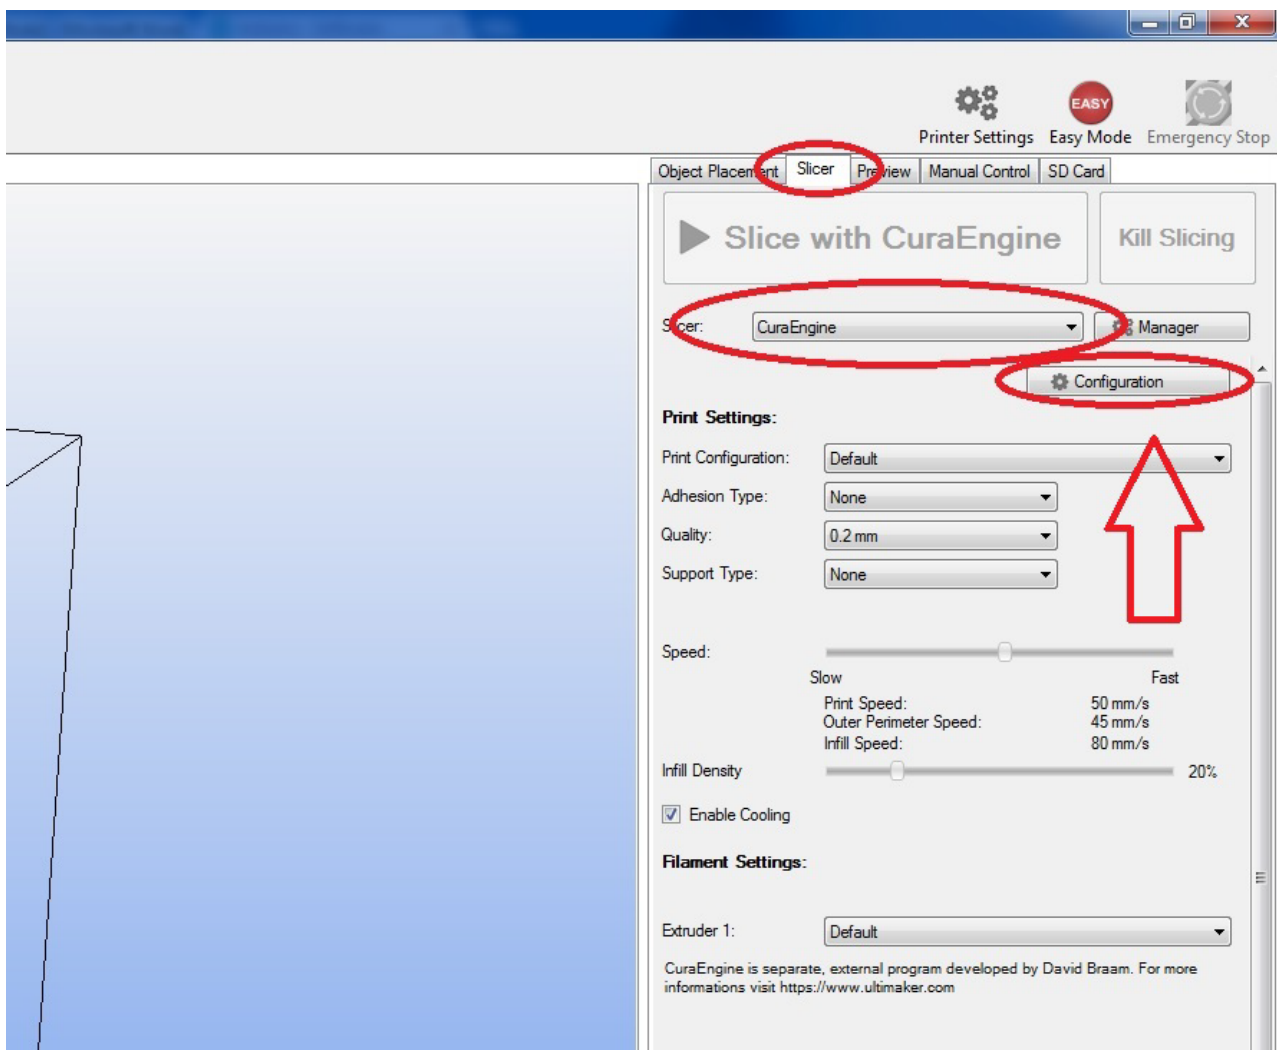 EASY
Printer Settings Easy Mode Emergency Stop
Object Placement Slicer Preview Manual Control SD Card
Slice with CuraEngine Kill Slicing
Slicer: CuraEngine Manager
Configuration
Print Settings:
Print Configuration: Default
Adhesion Type: None
Quality: 0.2 mm
Support Type: None
Speed:
Slow Fast
Print Speed: 50 mm/s
Outer Perimeter Speed: 45 mm/s
Infill Speed: 80 mm/s
Infill Density 20%
Enable Cooling
Filament Settings:
Extruder 1: Default
CuraEngine is separate, external program developed by David Braam. For more
informations visit https://www.ultimaker.com